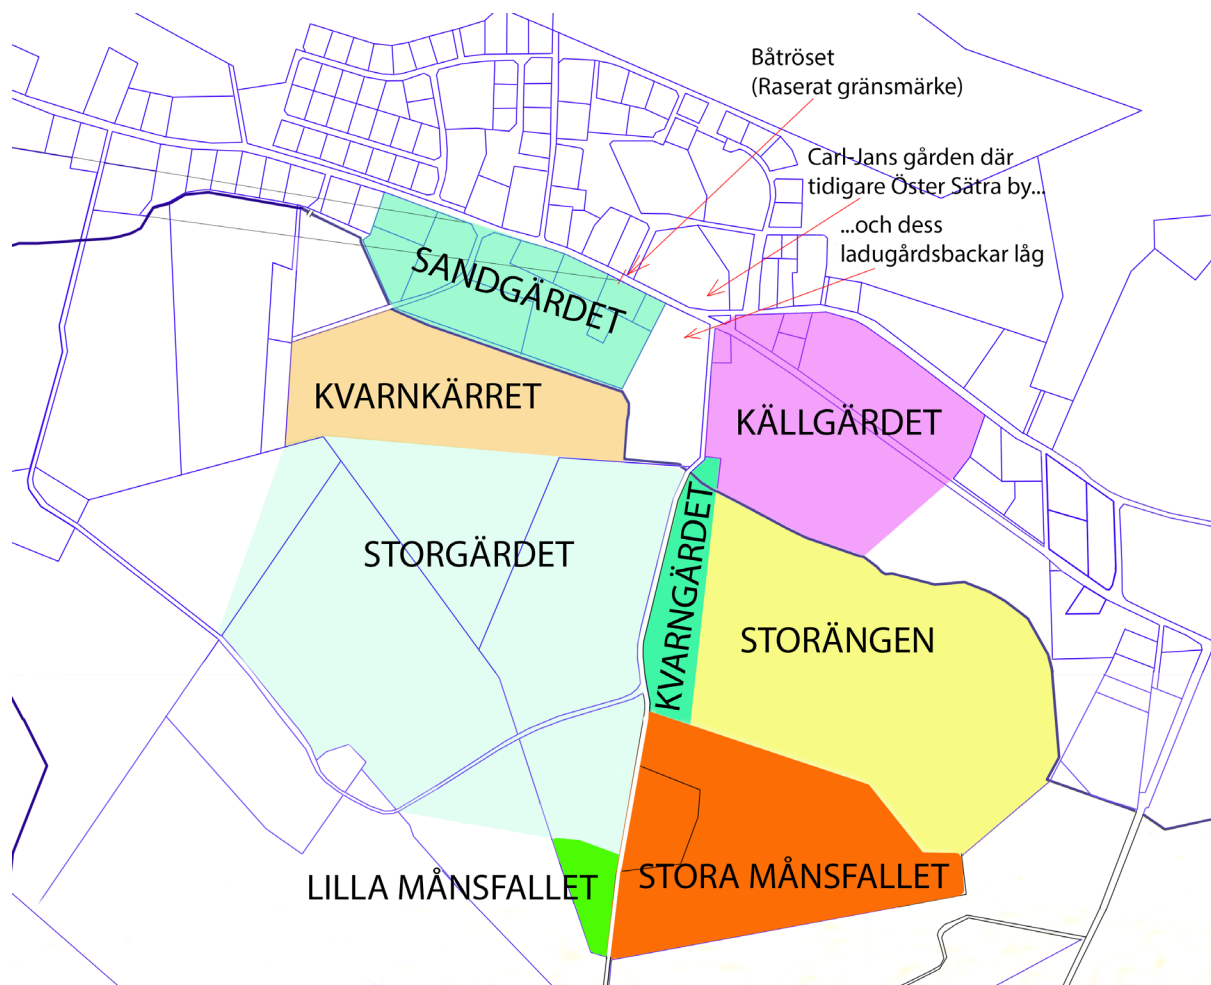 Båtröset
(Raserat gränsmärke)
Carl-Jans gården där
tidigare Öster Sätra by...
...och dess
ladugårdsbackar låg
SANDGÄRDET
KVARNKÄRRET
KÄLLGÄRDET
STORGÄRDET
KVARNGÄRDET
STORÄNGEN
LILLA MÅNSFALLET
STORA MÅNSFALLET